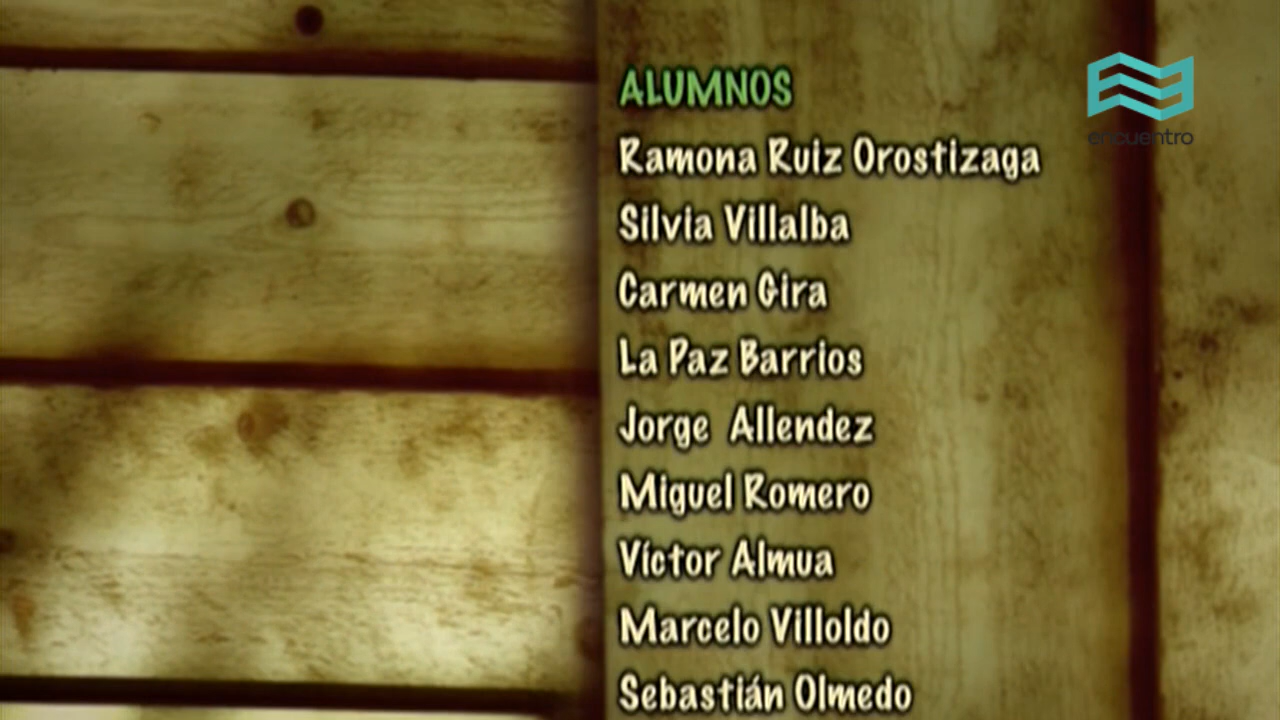 ALUMNOS
Ramona Ruiz Orostizaga
Silvia Villalba
Carmen Gira
La Paz Barrios
Jorge Allendez
Miguel Romero
Víctor Almua
Marcelo Villoldo
Sebastián Olmedo
encuentro